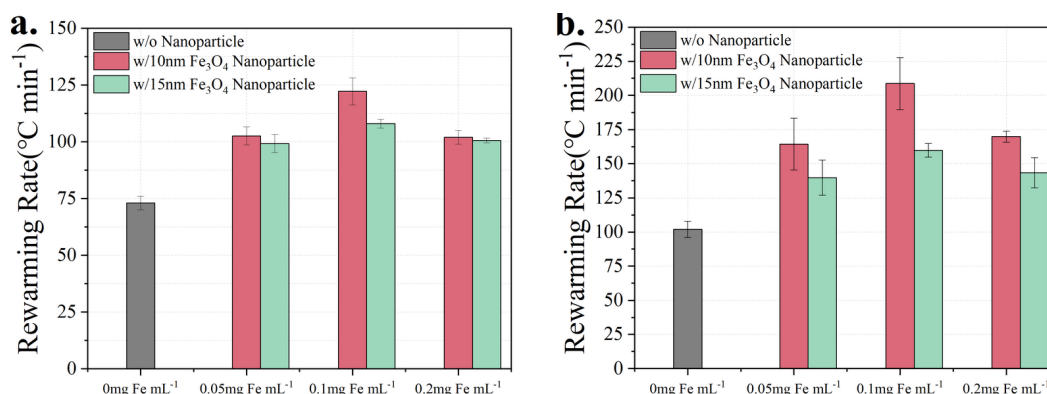 a.
Rewarming Rate(℃ min⁻¹)
150
125
100
75
50
25
0
w/o Nanoparticle
w/10nm Fe₃O₄ Nanoparticle
w/15nm Fe₃O₄ Nanoparticle
0mg Fe mL⁻¹
0.05mg Fe mL⁻¹
0.1mg Fe mL⁻¹
0.2mg Fe mL⁻¹
b.
Rewarming Rate(℃ min⁻¹)
250
225
200
175
150
125
100
75
50
25
0
w/o Nanoparticle
w/10nm Fe₃O₄ Nanoparticle
w/15nm Fe₃O₄ Nanoparticle
0mg Fe mL⁻¹
0.05mg Fe mL⁻¹
0.1mg Fe mL⁻¹
0.2mg Fe mL⁻¹